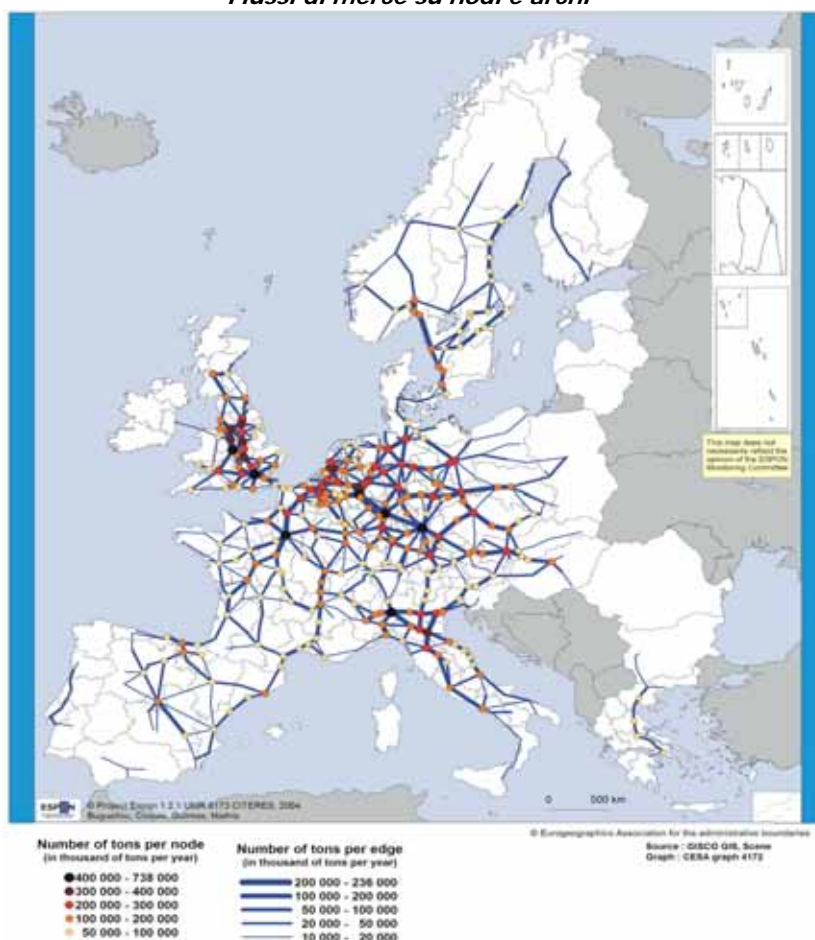 Flussi di merce su nodi e archi
This map does not
necessarily reflect the
opinion of the ESPON
Monitoring Committee
ESPON
© Project Espon 1.2.1 UMR 6173 CITERES, 2004
0 500 km
© Eurogeographics Association for the administrative boundaries
Source : GISCO GIS, Scene
Graph : CESA graph 4172
Number of tons per node
(in thousand of tons per year)
400 000 - 738 000
300 000 - 400 000
200 000 - 300 000
100 000 - 200 000
50 000 - 100 000
Number of tons per edge
(in thousand of tons per year)
200 000 - 236 000
100 000 - 200 000
50 000 - 100 000
20 000 - 50 000
10 000 - 20 000